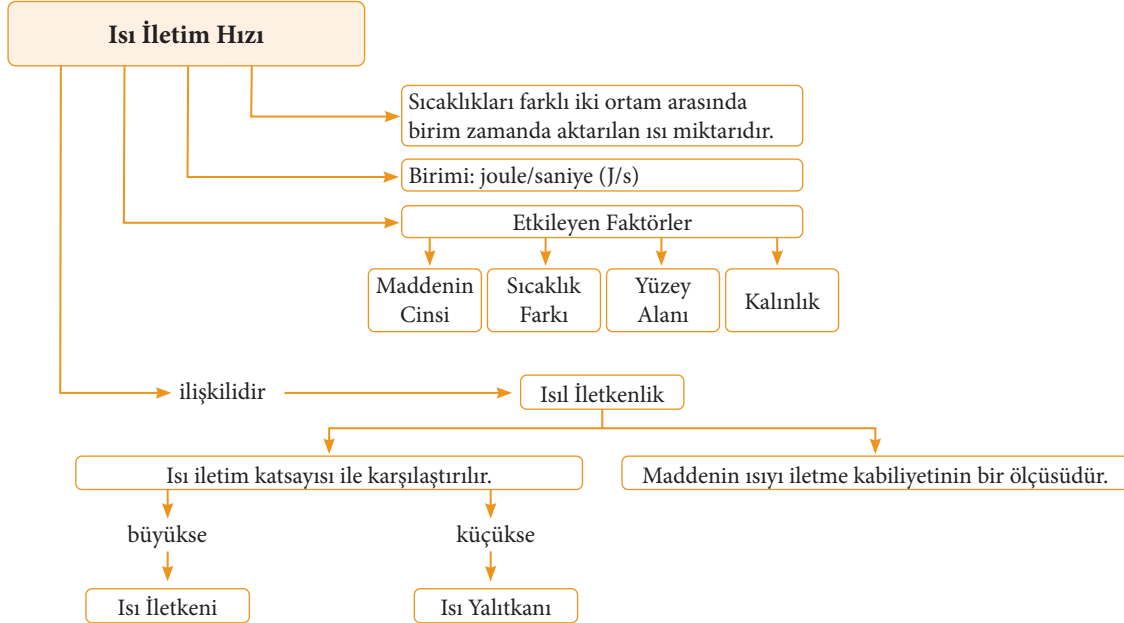 Isı İletim Hızı
Sıcaklıkları farklı iki ortam arasında
birim zamanda aktarılan ısı miktarıdır.
Birimi: joule/saniye (J/s)
Etkileyen Faktörler
Maddenin
Cinsi
Sıcaklık
Farkı
Yüzey
Alanı
Kalınlık
ilişkilidir
Isıl İletkenlik
Isı iletim katsayısı ile karşılaştırılır.
Maddenin ısıyı iletme kabiliyetinin bir ölçüsüdür.
büyükse
küçükse
Isı İletkeni
Isı Yalıtkanı